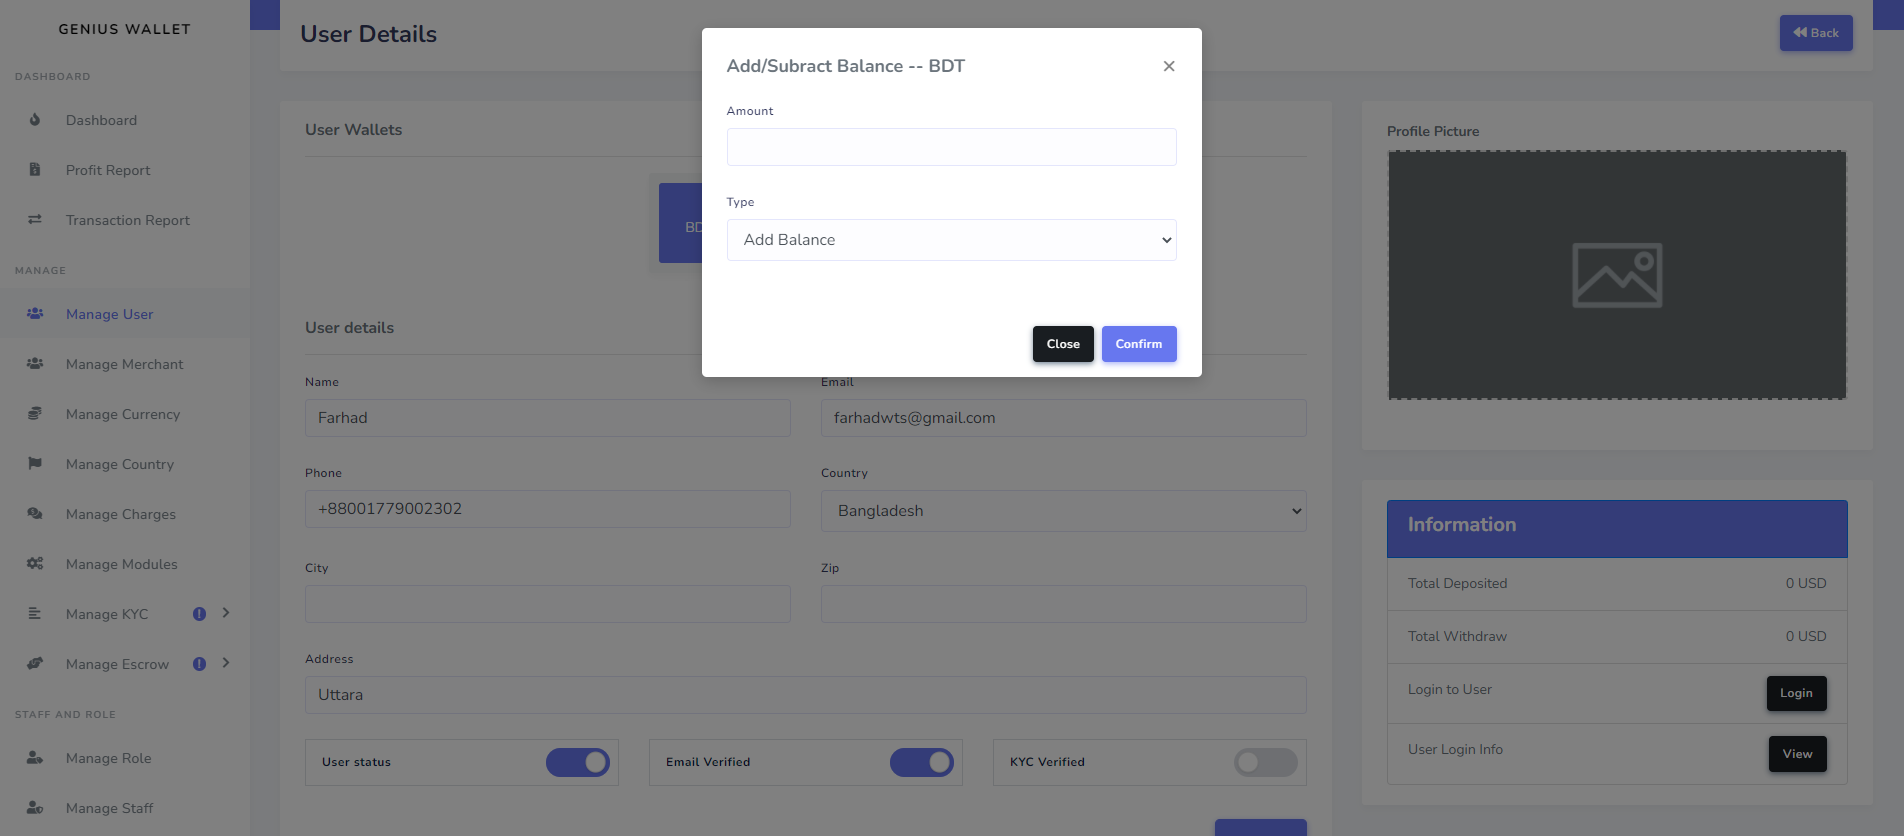 GENIUS WALLET
DASHBOARD
Dashboard
Profit Report
Transaction Report
MANAGE
Manage User
Manage Merchant
Manage Currency
Manage Country
Manage Charges
Manage Modules
Manage KYC
Manage Escrow
STAFF AND ROLE
Manage Role
Manage Staff
User Details
Back
Add/Subract Balance -- BDT
Amount
Type
Add Balance
Close
Confirm
User Wallets
User details
Name
Farhad
Email
farhadwts@gmail.com
Phone
+88001779002302
Country
Bangladesh
City
Zip
Address
Uttara
User status
Email Verified
KYC Verified
Profile Picture
Information
Total Deposited 0 USD
Total Withdraw 0 USD
Login to User Login
User Login Info View